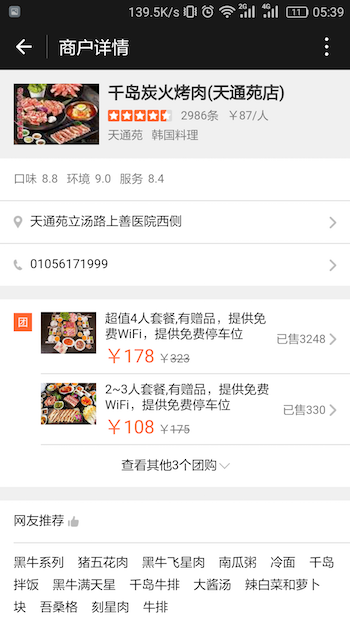 139.5K/s 2G 4G 11 05:39
商户详情
千岛炭火烤肉(天通苑店)
2986条 ￥87/人
天通苑 韩国料理
口味 8.8 环境 9.0 服务 8.4
天通苑立汤路上善医院西侧
01056171999
团
超值4人套餐,有赠品，提供免
费WiFi，提供免费停车位
￥178 ￥323
已售3248
2~3人套餐,有赠品，提供免费
WiFi，提供免费停车位
￥108 ￥175
已售330
查看其他3个团购
网友推荐
黑牛系列 猪五花肉 黑牛飞星肉 南瓜粥 冷面 千岛
拌饭 黑牛满天星 千岛牛排 大酱汤 辣白菜和萝卜
块 吾桑格 刻星肉 牛排